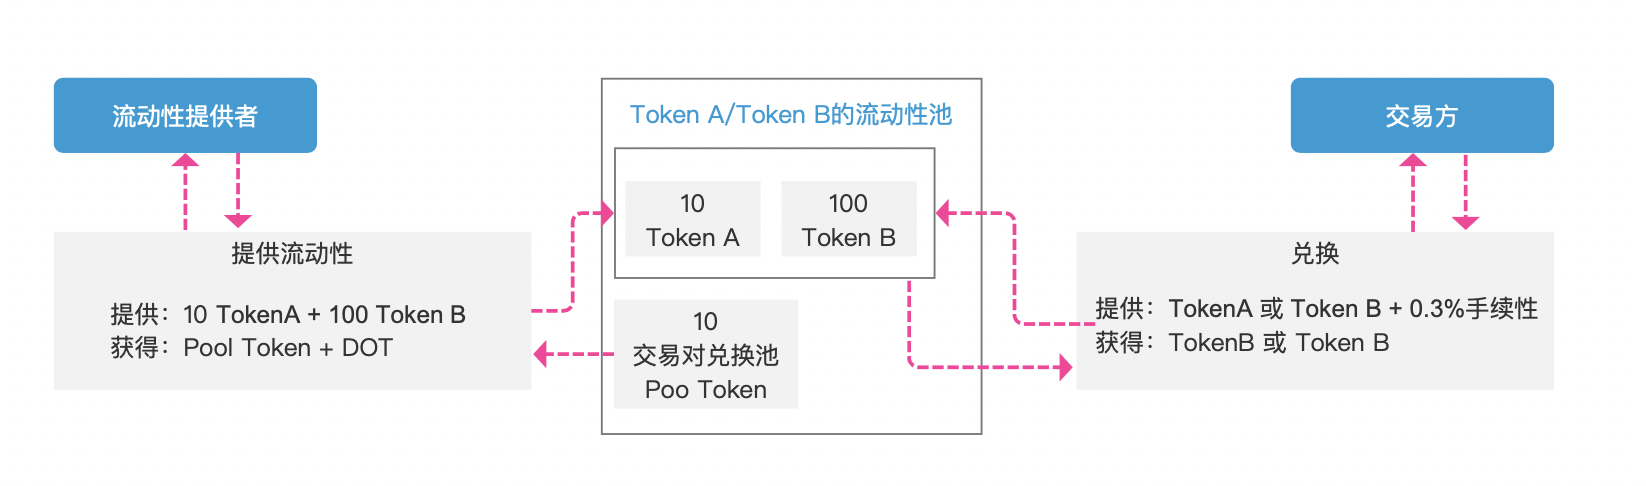 流动性提供者
提供流动性
提供：10 TokenA + 100 Token B
获得：Pool Token + DOT
Token A/Token B的流动性池
10
Token A
100
Token B
10
交易对兑换池
Poo Token
交易方
兑换
提供：TokenA 或 Token B + 0.3%手续性
获得：TokenB 或 Token B